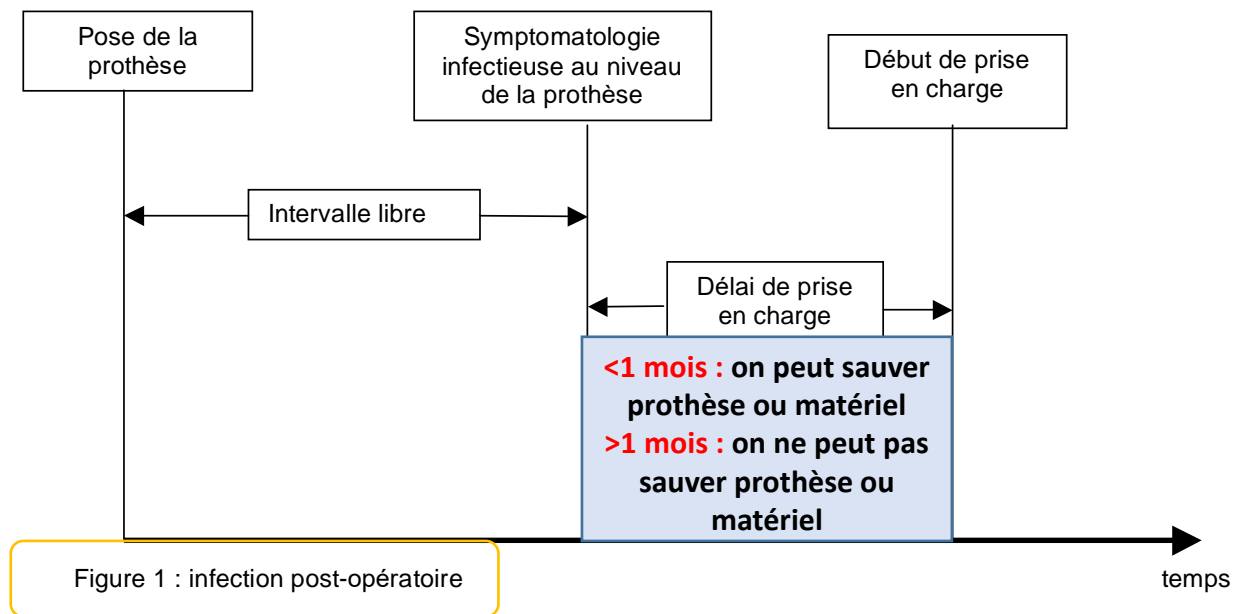 Pose de la
prothèse
Symptomatologie
infectieuse au niveau
de la prothèse
Début de prise
en charge
Intervalle libre
Délai de prise
en charge
<1 mois : on peut sauver
prothèse ou matériel
>1 mois : on ne peut pas
sauver prothèse ou
matériel
Figure 1 : infection post-opératoire
temps